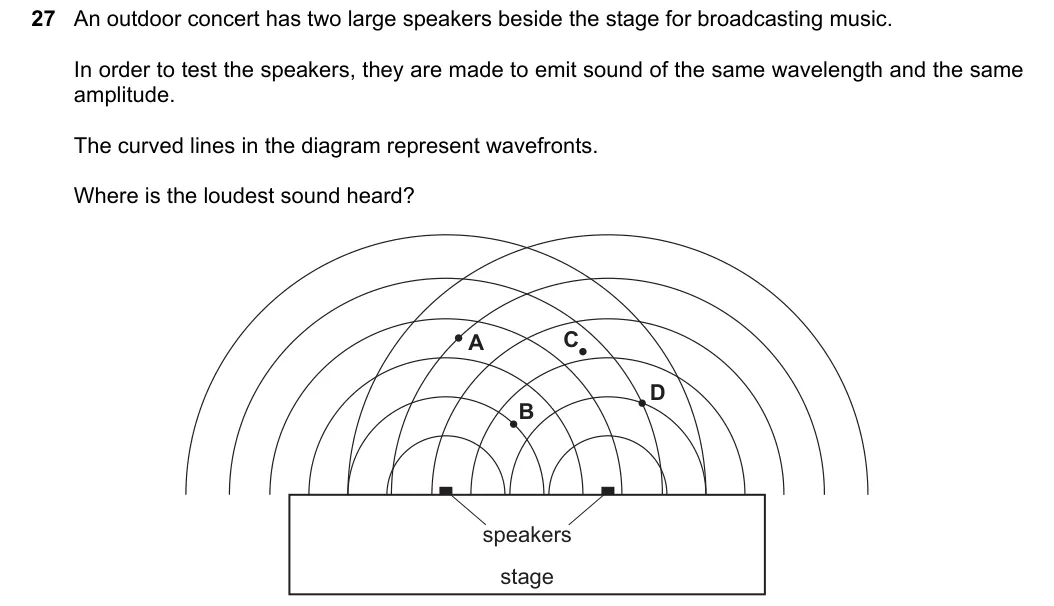 27 An outdoor concert has two large speakers beside the stage for broadcasting music.
In order to test the speakers, they are made to emit sound of the same wavelength and the same
amplitude.
The curved lines in the diagram represent wavefronts.
Where is the loudest sound heard?
A
C
D
B
speakers
stage